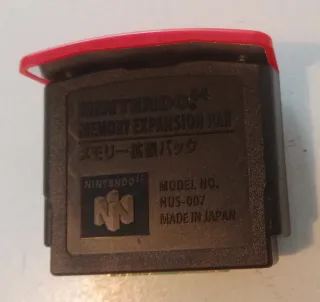 NINTENDO64
MEMORY EXPANSION PAK
メモリー拡張パック
NINTENDO64
MODEL NO.
NUS-007
MADE IN JAPAN